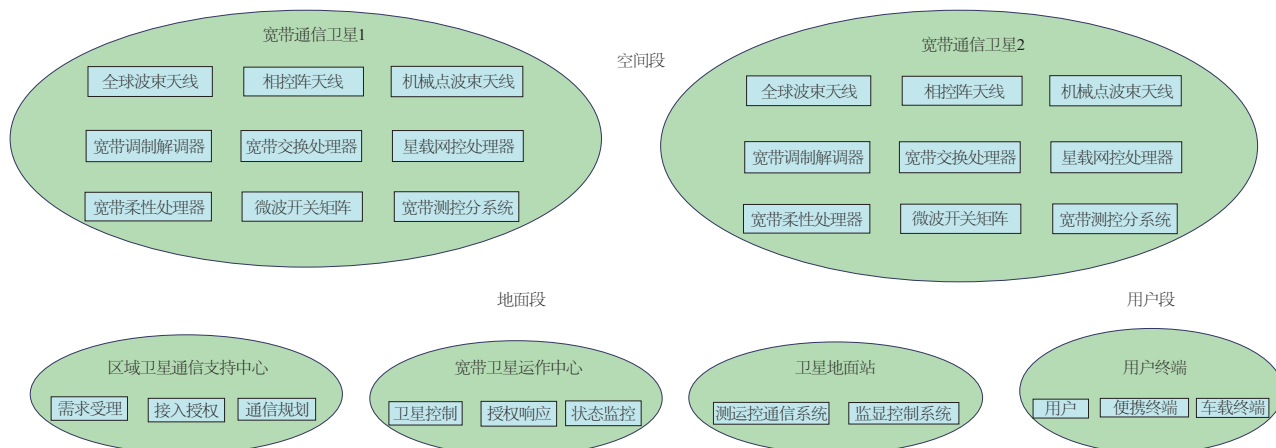 宽带通信卫星1
全球波束天线 相控阵天线 机械点波束天线
宽带调制解调器 宽带交换处理器 星载网控处理器
宽带柔性处理器 微波开关矩阵 宽带测控分系统
空间段
宽带通信卫星2
全球波束天线 相控阵天线 机械点波束天线
宽带调制解调器 宽带交换处理器 星载网控处理器
宽带柔性处理器 微波开关矩阵 宽带测控分系统
地面段
用户段
区域卫星通信支持中心
需求受理 接入授权 通信规划
宽带卫星运作中心
卫星控制 授权响应 状态监控
卫星地面站
测运控通信系统 监显控制系统
用户终端
用户 便携终端 车载终端